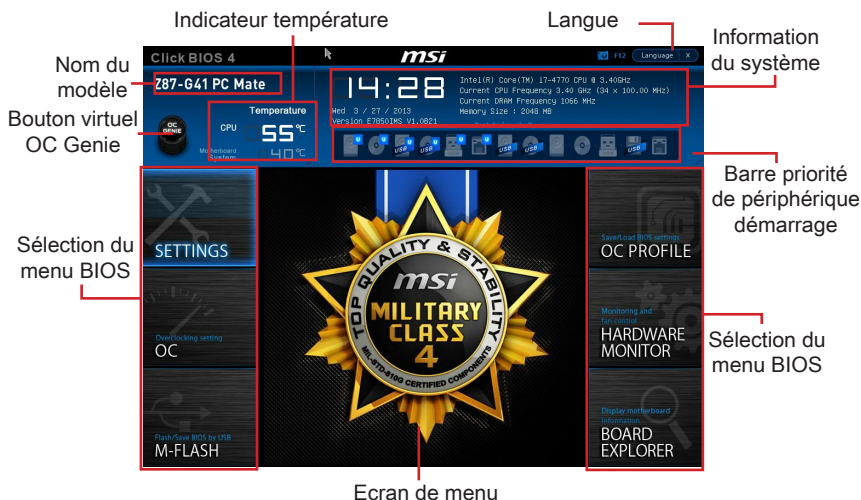 Indicateur température
Langue
Information
du système
Nom du
modèle
Bouton virtuel
OC Genie
Click BIOS 4
msi
F12
Language
X
Z87-G41 PC Mate
14:28
Wed 3 / 27 / 2013
Version E7850IMS V1.0B21
Intel(R) Core(TM) i7-4770 CPU @ 3.40GHz
Current CPU Frequency 3.40 GHz (34 x 100.00 MHz)
Current DRAM Frequency 1066 MHz
Memory Size : 2048 MB
OC
GENIE
Temperature
CPU
55°C
Motherboard
System
40°C
U
U
USB U
USB U
U
U
USB
USB
USB
Barre priorité
de périphérique
démarrage
Sélection du
menu BIOS
SETTINGS
Overclocking setting
OC
Flash/Save BIOS by USB
M-FLASH
TOP QUALITY & STABILITY
msi
MILITARY
CLASS
4
MIL-STD-810G CERTIFIED COMPONENTS
Save/Load BIOS settings
OC PROFILE
Monitoring and
fan control
HARDWARE
MONITOR
Display motherboard
information
BOARD
EXPLORER
Sélection du
menu BIOS
Ecran de menu